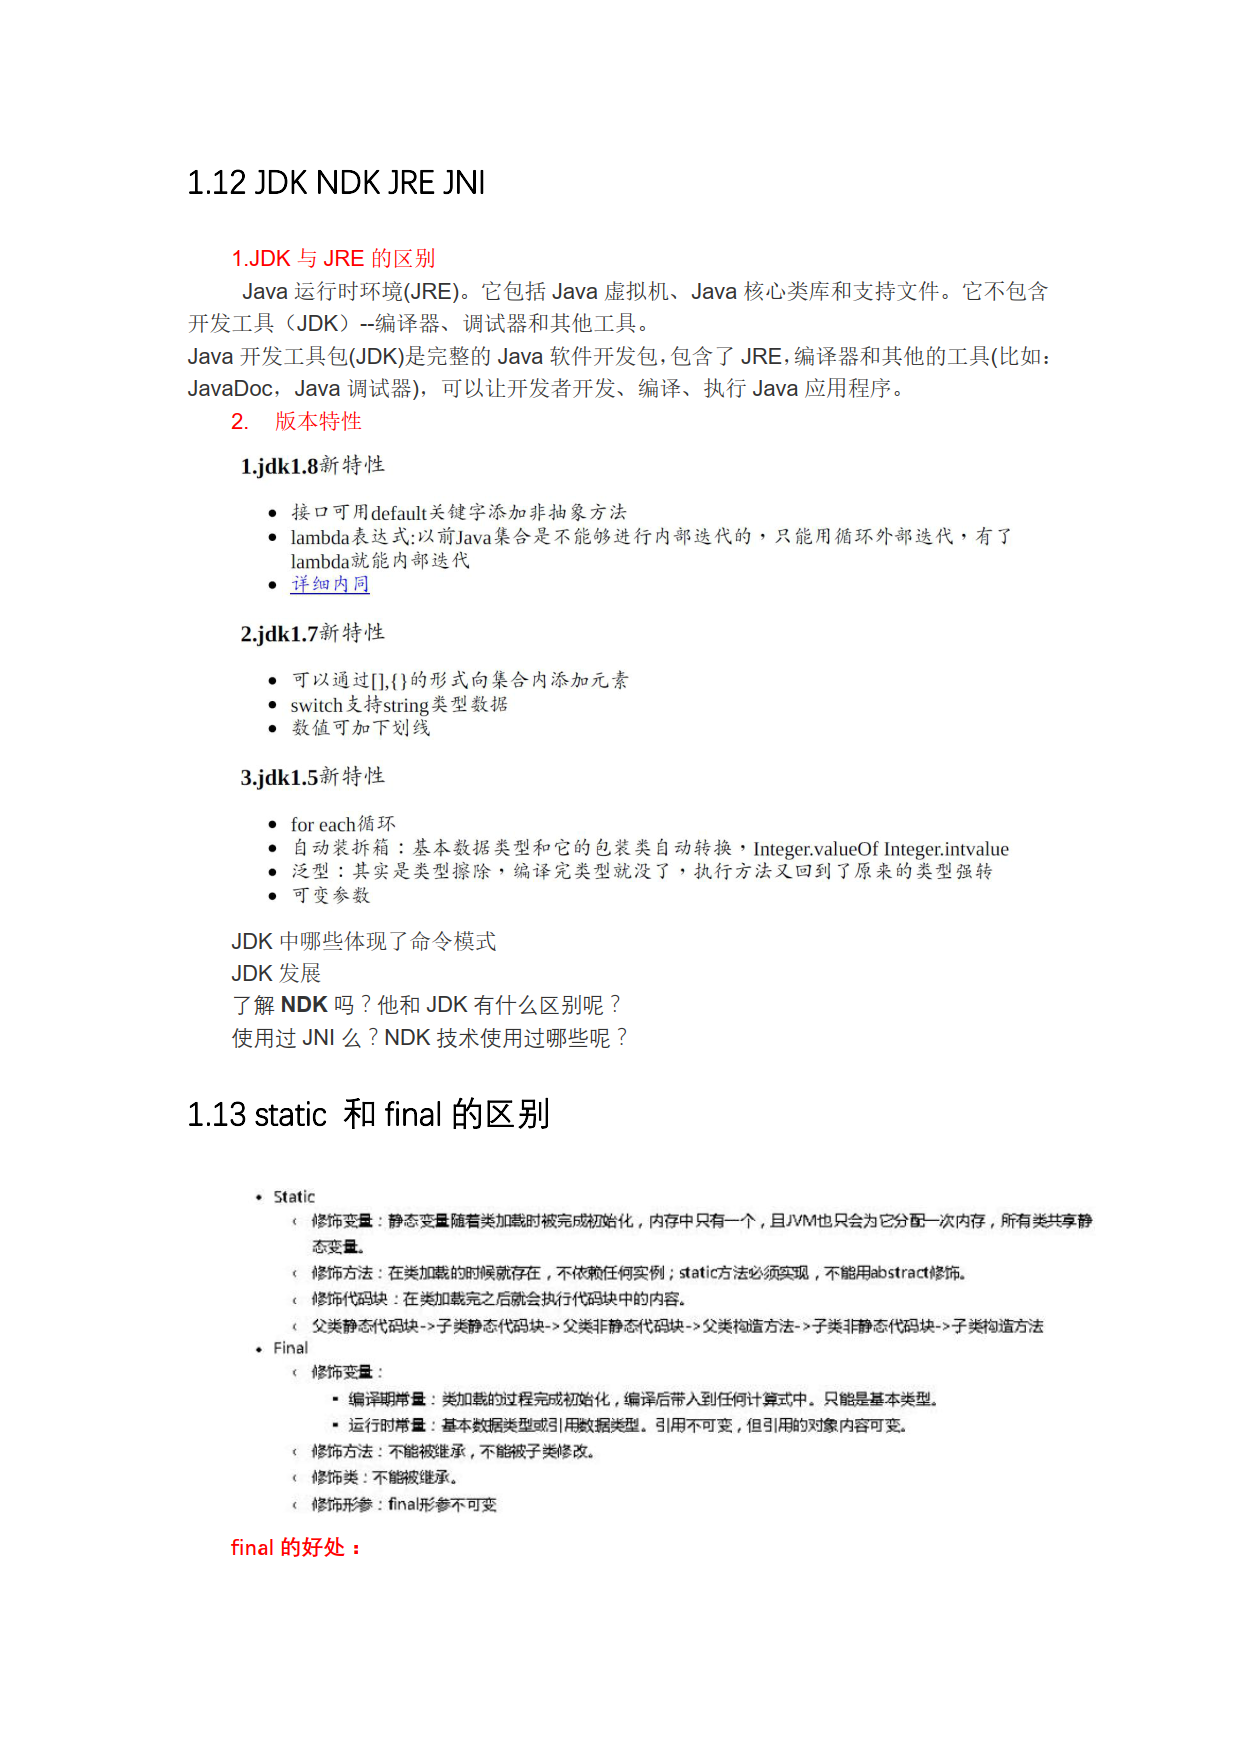 1.12 JDK NDK JRE JNI
1.JDK 与 JRE 的区别
Java 运行时环境(JRE)。它包括 Java 虚拟机、Java 核心类库和支持文件。它不包含
开发工具（JDK）--编译器、调试器和其他工具。
Java 开发工具包(JDK)是完整的 Java 软件开发包，包含了 JRE，编译器和其他的工具(比如：
JavaDoc，Java 调试器)，可以让开发者开发、编译、执行 Java 应用程序。
2. 版本特性
1.jdk1.8新特性
• 接口可用default关键字添加非抽象方法
• lambda表达式:以前Java集合是不能够进行内部迭代的，只能用循环外部迭代，有了
lambda就能内部迭代
• 详细内同
2.jdk1.7新特性
• 可以通过[],{}的形式向集合内添加元素
• switch支持string类型数据
• 数值可加下划线
3.jdk1.5新特性
• for each循环
• 自动装拆箱：基本数据类型和它的包装类自动转换，Integer.valueOf Integer.intvalue
• 泛型：其实是类型擦除，编译完类型就没了，执行方法又回到了原来的类型强转
• 可变参数
JDK 中哪些体现了命令模式
JDK 发展
了解 NDK 吗？他和 JDK 有什么区别呢？
使用过 JNI 么？NDK 技术使用过哪些呢？
1.13 static 和 final 的区别
• Static
‹ 修饰变量：静态变量随着类加载时被完成初始化，内存中只有一个，且JVM也只会为它分配一次内存，所有类共享静
态变量。
‹ 修饰方法：在类加载的时候就存在，不依赖任何实例；static方法必须实现，不能用abstract修饰。
‹ 修饰代码块：在类加载完之后就会执行代码块中的内容。
‹ 父类静态代码块->子类静态代码块->父类非静态代码块->父类构造方法->子类非静态代码块->子类构造方法
• Final
‹ 修饰变量：
▪ 编译期常量：类加载的过程完成初始化，编译后带入到任何计算式中。只能是基本类型。
▪ 运行时常量：基本数据类型或引用数据类型。引用不可变，但引用的对象内容可变。
‹ 修饰方法：不能被继承，不能被子类修改。
‹ 修饰类：不能被继承。
‹ 修饰形参：final形参不可变
final 的好处：